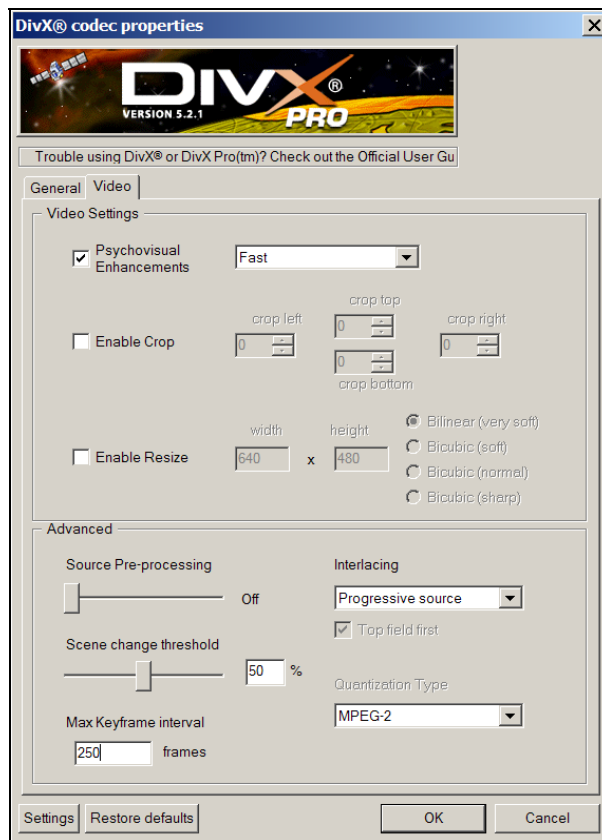 DivX® codec properties
DIVX®
VERSION 5.2.1
PRO
Trouble using DivX® or DivX Pro(tm)? Check out the Official User Gu
General
Video
Video Settings
Psychovisual
Enhancements
Fast
crop top
crop left
crop right
Enable Crop
0
0
0
0
crop bottom
width
height
Bilinear (very soft)
Bicubic (soft)
Enable Resize
640
x
480
Bicubic (normal)
Bicubic (sharp)
Advanced
Source Pre-processing
Off
Interlacing
Progressive source
Top field first
Scene change threshold
50
%
Quantization Type
MPEG-2
Max Keyframe interval
250
frames
Settings
Restore defaults
OK
Cancel